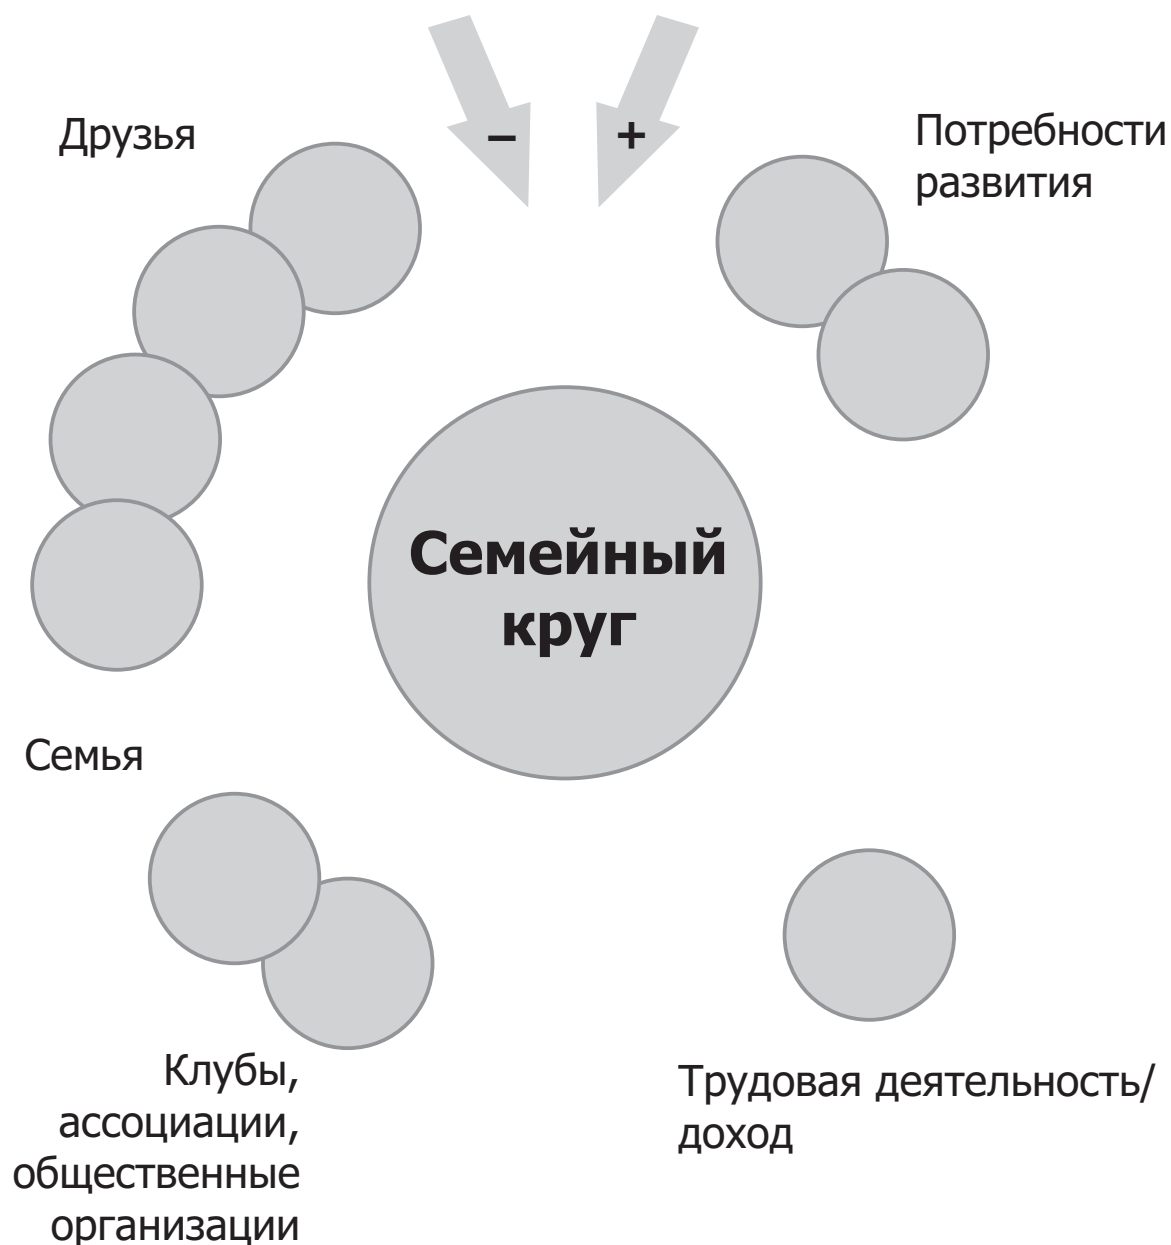 –
+
Друзья
Потребности
развития
Семейный
круг
Семья
Клубы,
ассоциации,
общественные
организации
Трудовая деятельность/
доход